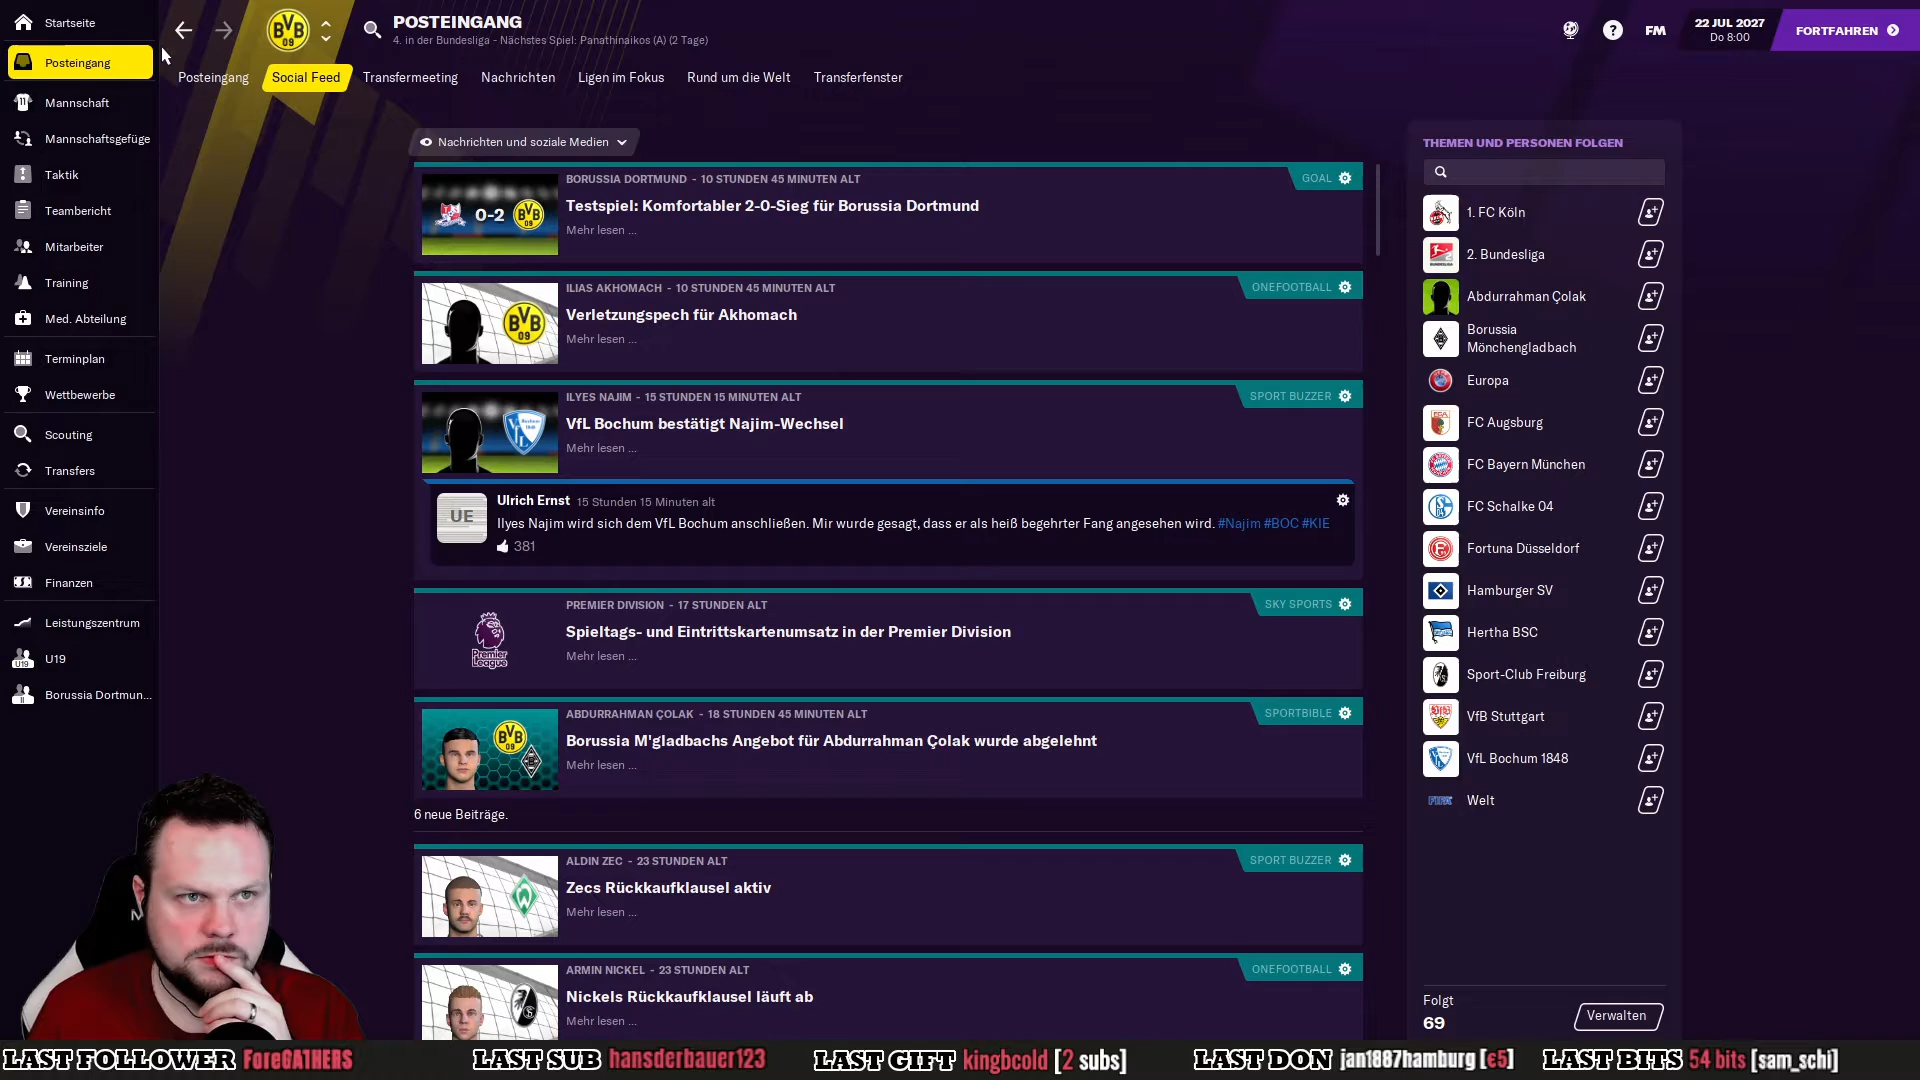 Startseite
Posteingang
Mannschaft
Mannschaftsgefüge
Taktik
Teambericht
Mitarbeiter
Training
Med. Abteilung
Terminplan
Wettbewerbe
Scouting
Transfers
Vereinsinfo
Vereinsziele
Finanzen
Leistungszentrum
U19
Borussia Dortmun...
POSTEINGANG
4. in der Bundesliga - Nächstes Spiel: Panathinaikos (A) (2 Tage)
FM
22 JUL 2027
Do 8:00
FORTFAHREN
Posteingang
Social Feed
Transfermeeting
Nachrichten
Ligen im Fokus
Rund um die Welt
Transferfenster
Nachrichten und soziale Medien
BORUSSIA DORTMUND - 10 STUNDEN 45 MINUTEN ALT
GOAL
0-2
Testspiel: Komfortabler 2-0-Sieg für Borussia Dortmund
Mehr lesen ...
ILIAS AKHOMACH - 10 STUNDEN 45 MINUTEN ALT
ONEFOOTBALL
Verletzungspech für Akhomach
Mehr lesen ...
ILYES NAJIM - 15 STUNDEN 15 MINUTEN ALT
SPORT BUZZER
VfL Bochum bestätigt Najim-Wechsel
Mehr lesen ...
UE
Ulrich Ernst 15 Stunden 15 Minuten alt
Ilyes Najim wird sich dem VfL Bochum anschließen. Mir wurde gesagt, dass er als heiß begehrter Fang angesehen wird. #Najim #BOC #KIE
381
PREMIER DIVISION - 17 STUNDEN ALT
SKY SPORTS
Premier
League
Spieltags- und Eintrittskartenumsatz in der Premier Division
Mehr lesen ...
ABDURRAHMAN ÇOLAK - 18 STUNDEN 45 MINUTEN ALT
SPORTBIBLE
Borussia M'gladbachs Angebot für Abdurrahman Çolak wurde abgelehnt
Mehr lesen ...
6 neue Beiträge.
ALDIN ZEC - 23 STUNDEN ALT
SPORT BUZZER
Zecs Rückkaufklausel aktiv
Mehr lesen ...
ARMIN NICKEL - 23 STUNDEN ALT
ONEFOOTBALL
Nickels Rückkaufklausel läuft ab
Mehr lesen ...
THEMEN UND PERSONEN FOLGEN
1. FC Köln
2. Bundesliga
Abdurrahman Çolak
Borussia
Mönchengladbach
Europa
FC Augsburg
FC Bayern München
FC Schalke 04
Fortuna Düsseldorf
Hamburger SV
Hertha BSC
Sport-Club Freiburg
VfB Stuttgart
VfL Bochum 1848
Welt
Folgt
69
Verwalten
LAST FOLLOWER ForeGATHERS
LAST SUB hansderbauer123
LAST GIFT kingbcold [2 subs]
LAST DON jan1887hamburg [€5]
LAST BITS 54 bits [sam_schi]